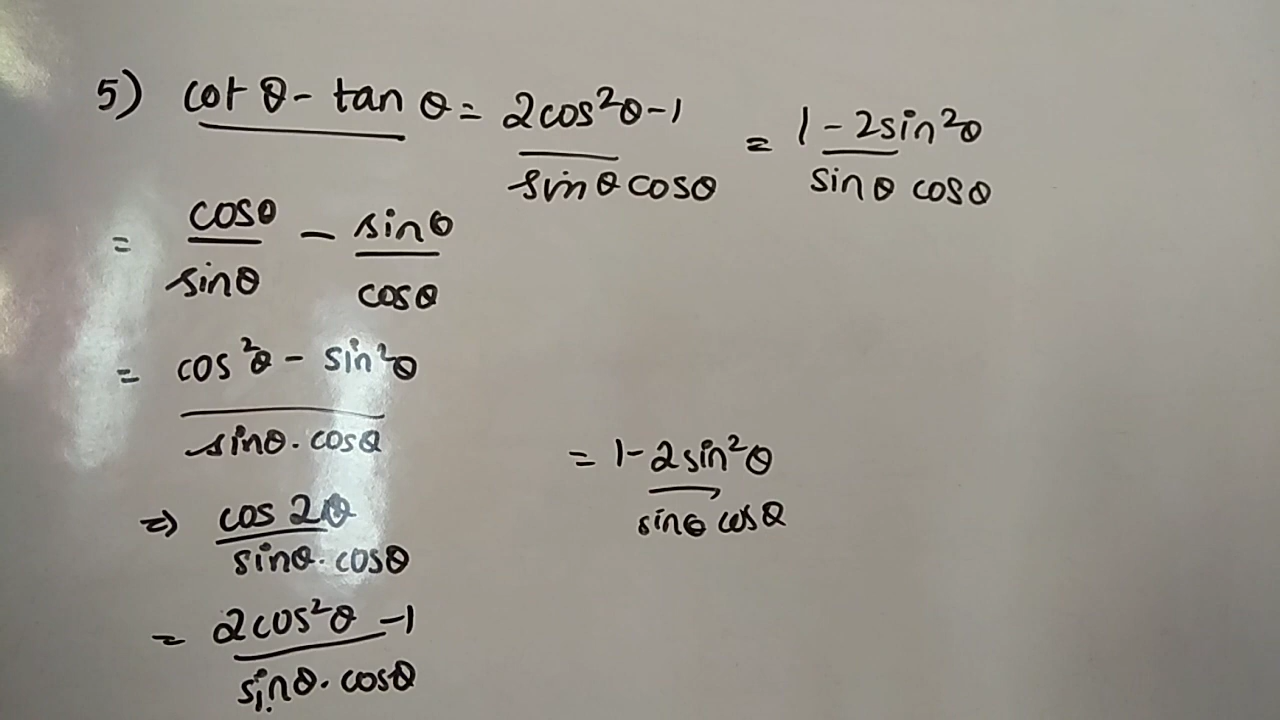 5) cot θ - tan θ = 2cos²θ-1 / sin θ cosθ = 1-2sin²θ / sinθ cosθ
= cosθ / sinθ - sinθ / cosθ
= cos²θ - sin²θ / sinθ. cosθ
= 1-2sin²θ / sinθ cosθ
=> cos 2θ / sinθ. cosθ
= 2cos²θ -1 / sinθ. cosθ